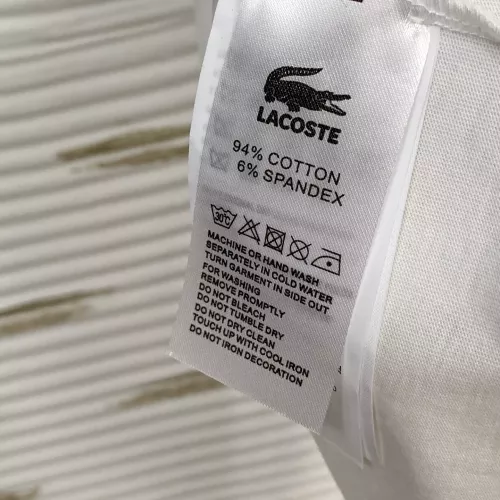 LACOSTE
94% COTTON
6% SPANDEX
30°C
MACHINE OR HAND WASH
SEPARATELY IN COLD WATER
TURN GARMENT IN SIDE OUT
FOR WASHING
REMOVE PROMPTLY
DO NOT BLEACH
DO NOT TUMBLE DRY
DO NOT DRY CLEAN
TOUCH UP WITH COOL IRON
DO NOT IRON DECORATION